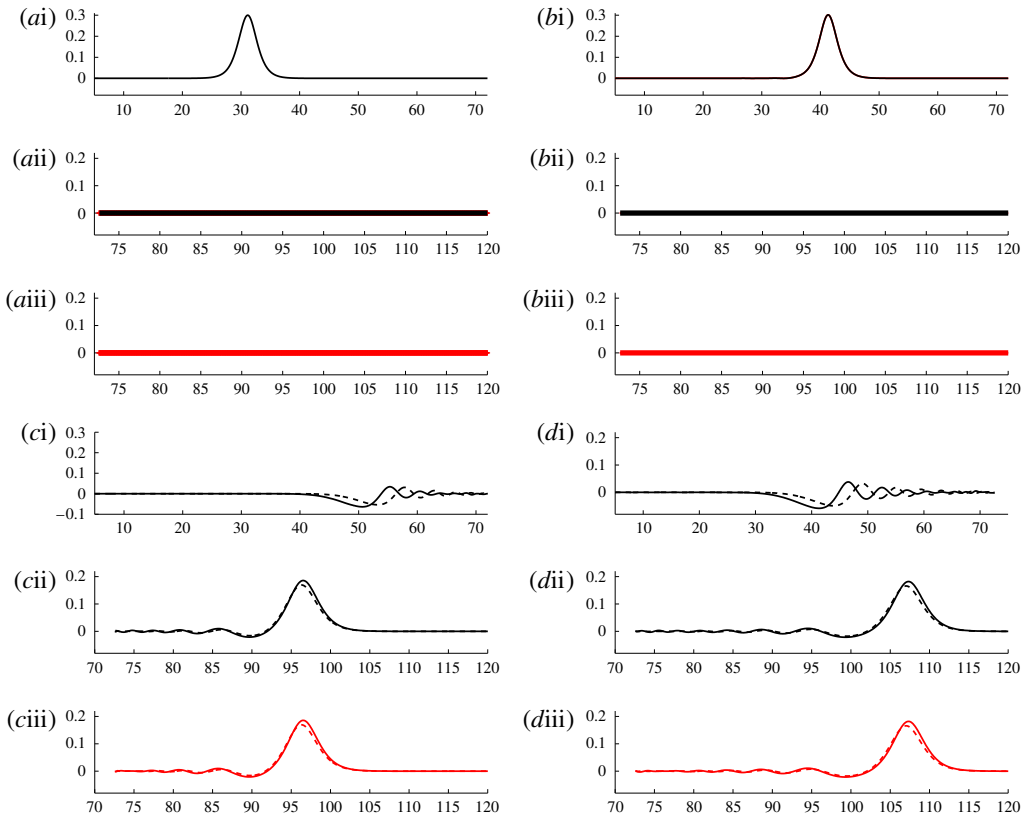 (ai) 0.3 0.2 0.1 0
10 20 30 40 50 60 70
(bi) 0.3 0.2 0.1 0
10 20 30 40 50 60 70
(aii) 0.2 0.1 0
75 80 85 90 95 100 105 110 115 120
(bii) 0.2 0.1 0
75 80 85 90 95 100 105 110 115 120
(aiii) 0.2 0.1 0
75 80 85 90 95 100 105 110 115 120
(biii) 0.2 0.1 0
75 80 85 90 95 100 105 110 115 120
(ci) 0.3 0.2 0.1 0 –0.1
10 20 30 40 50 60 70
(di) 0.2 0.1 0
10 20 30 40 50 60 70
(cii) 0.2 0.1 0
70 75 80 85 90 95 100 105 110 115 120
(dii) 0.2 0.1 0
70 75 80 85 90 95 100 105 110 115 120
(ciii) 0.2 0.1 0
70 75 80 85 90 95 100 105 110 115 120
(diii) 0.2 0.1 0
70 75 80 85 90 95 100 105 110 115 120